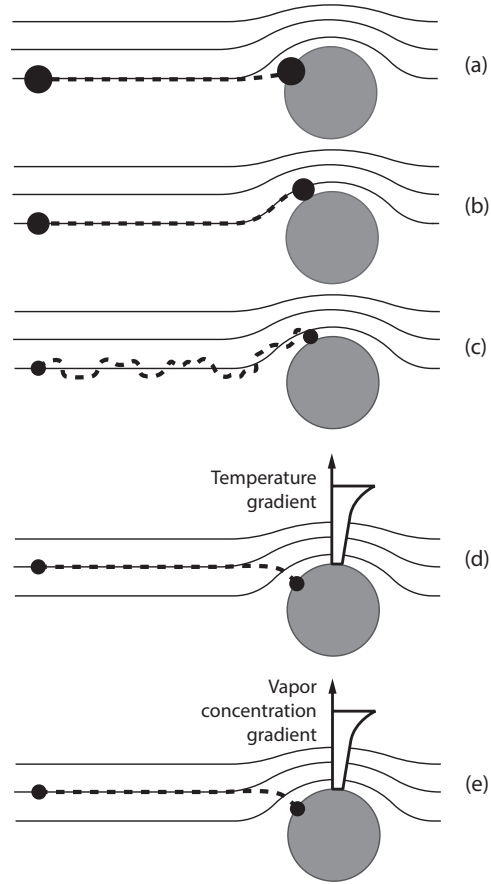 (a)
(b)
(c)
Temperature
gradient
(d)
Vapor
concentration
gradient
(e)